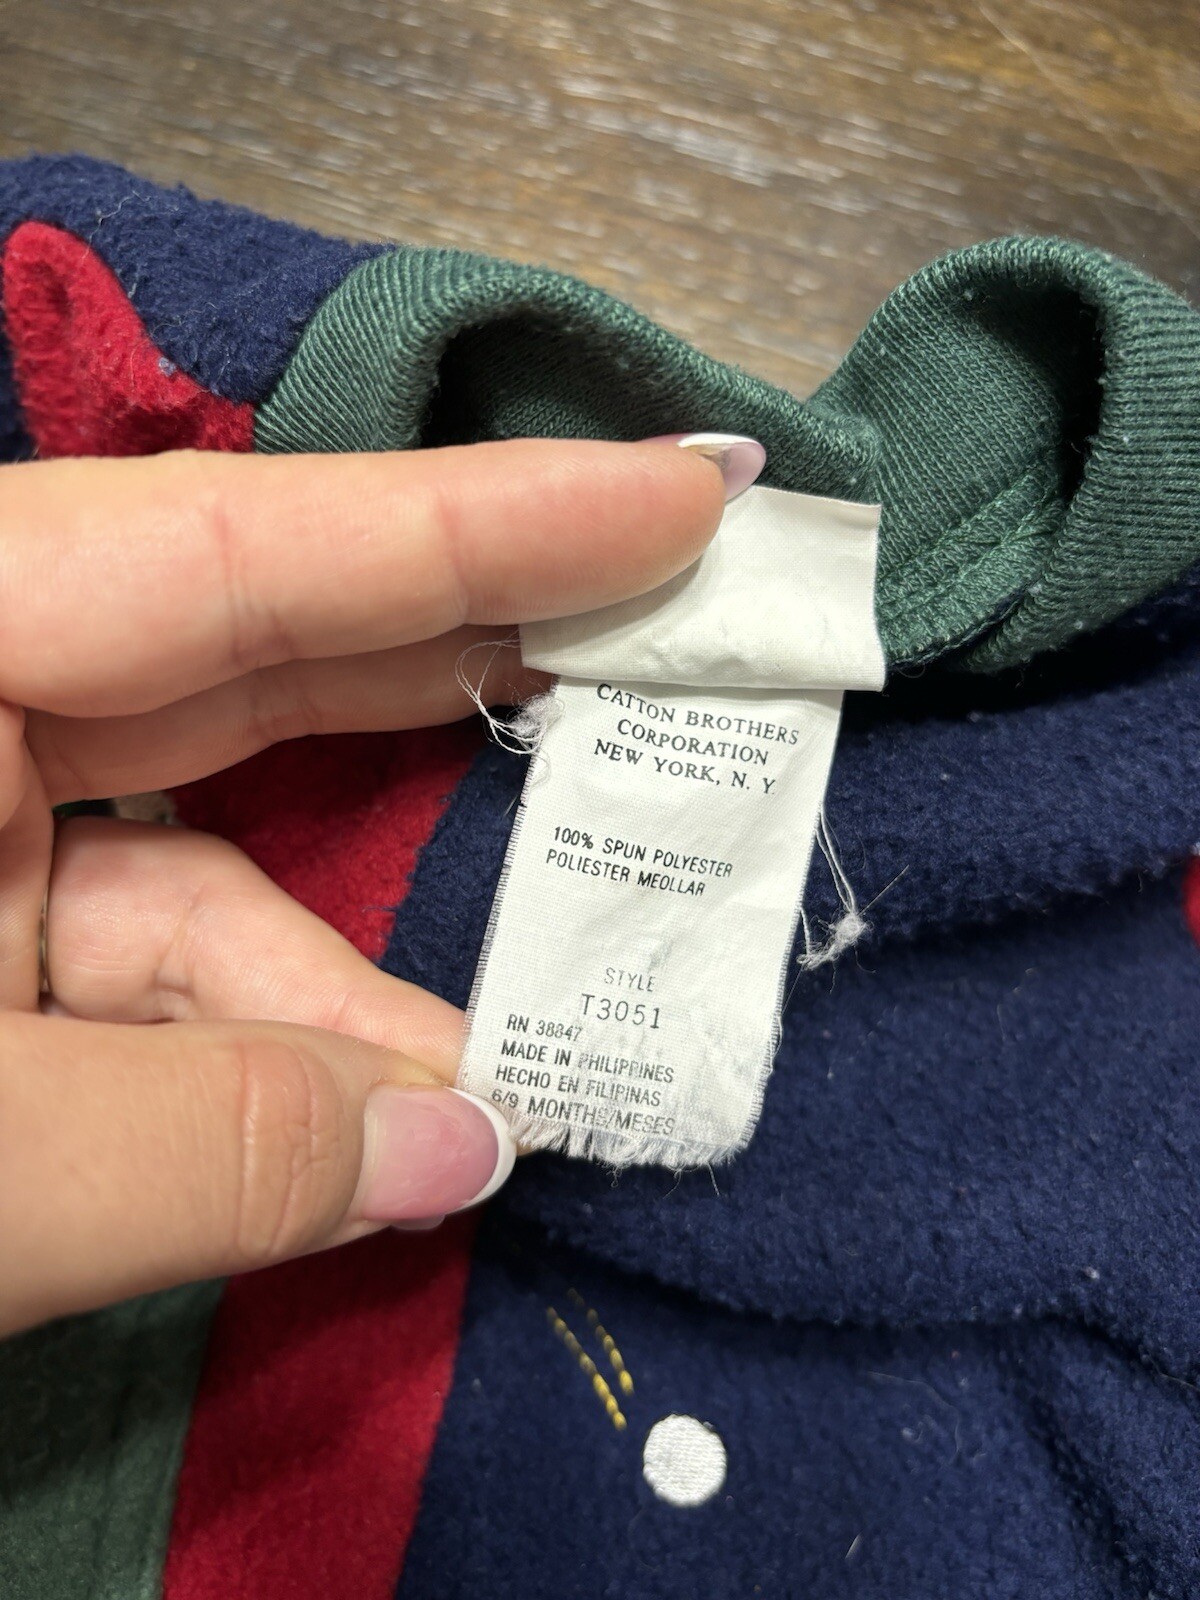 CATTON BROTHERS
CORPORATION
NEW YORK, N. Y.
100% SPUN POLYESTER
POLIESTER MEOLLAR
STYLE
T3051
RN 38847
MADE IN PHILIPPINES
HECHO EN FILIPINAS
6/9 MONTHS/MESES